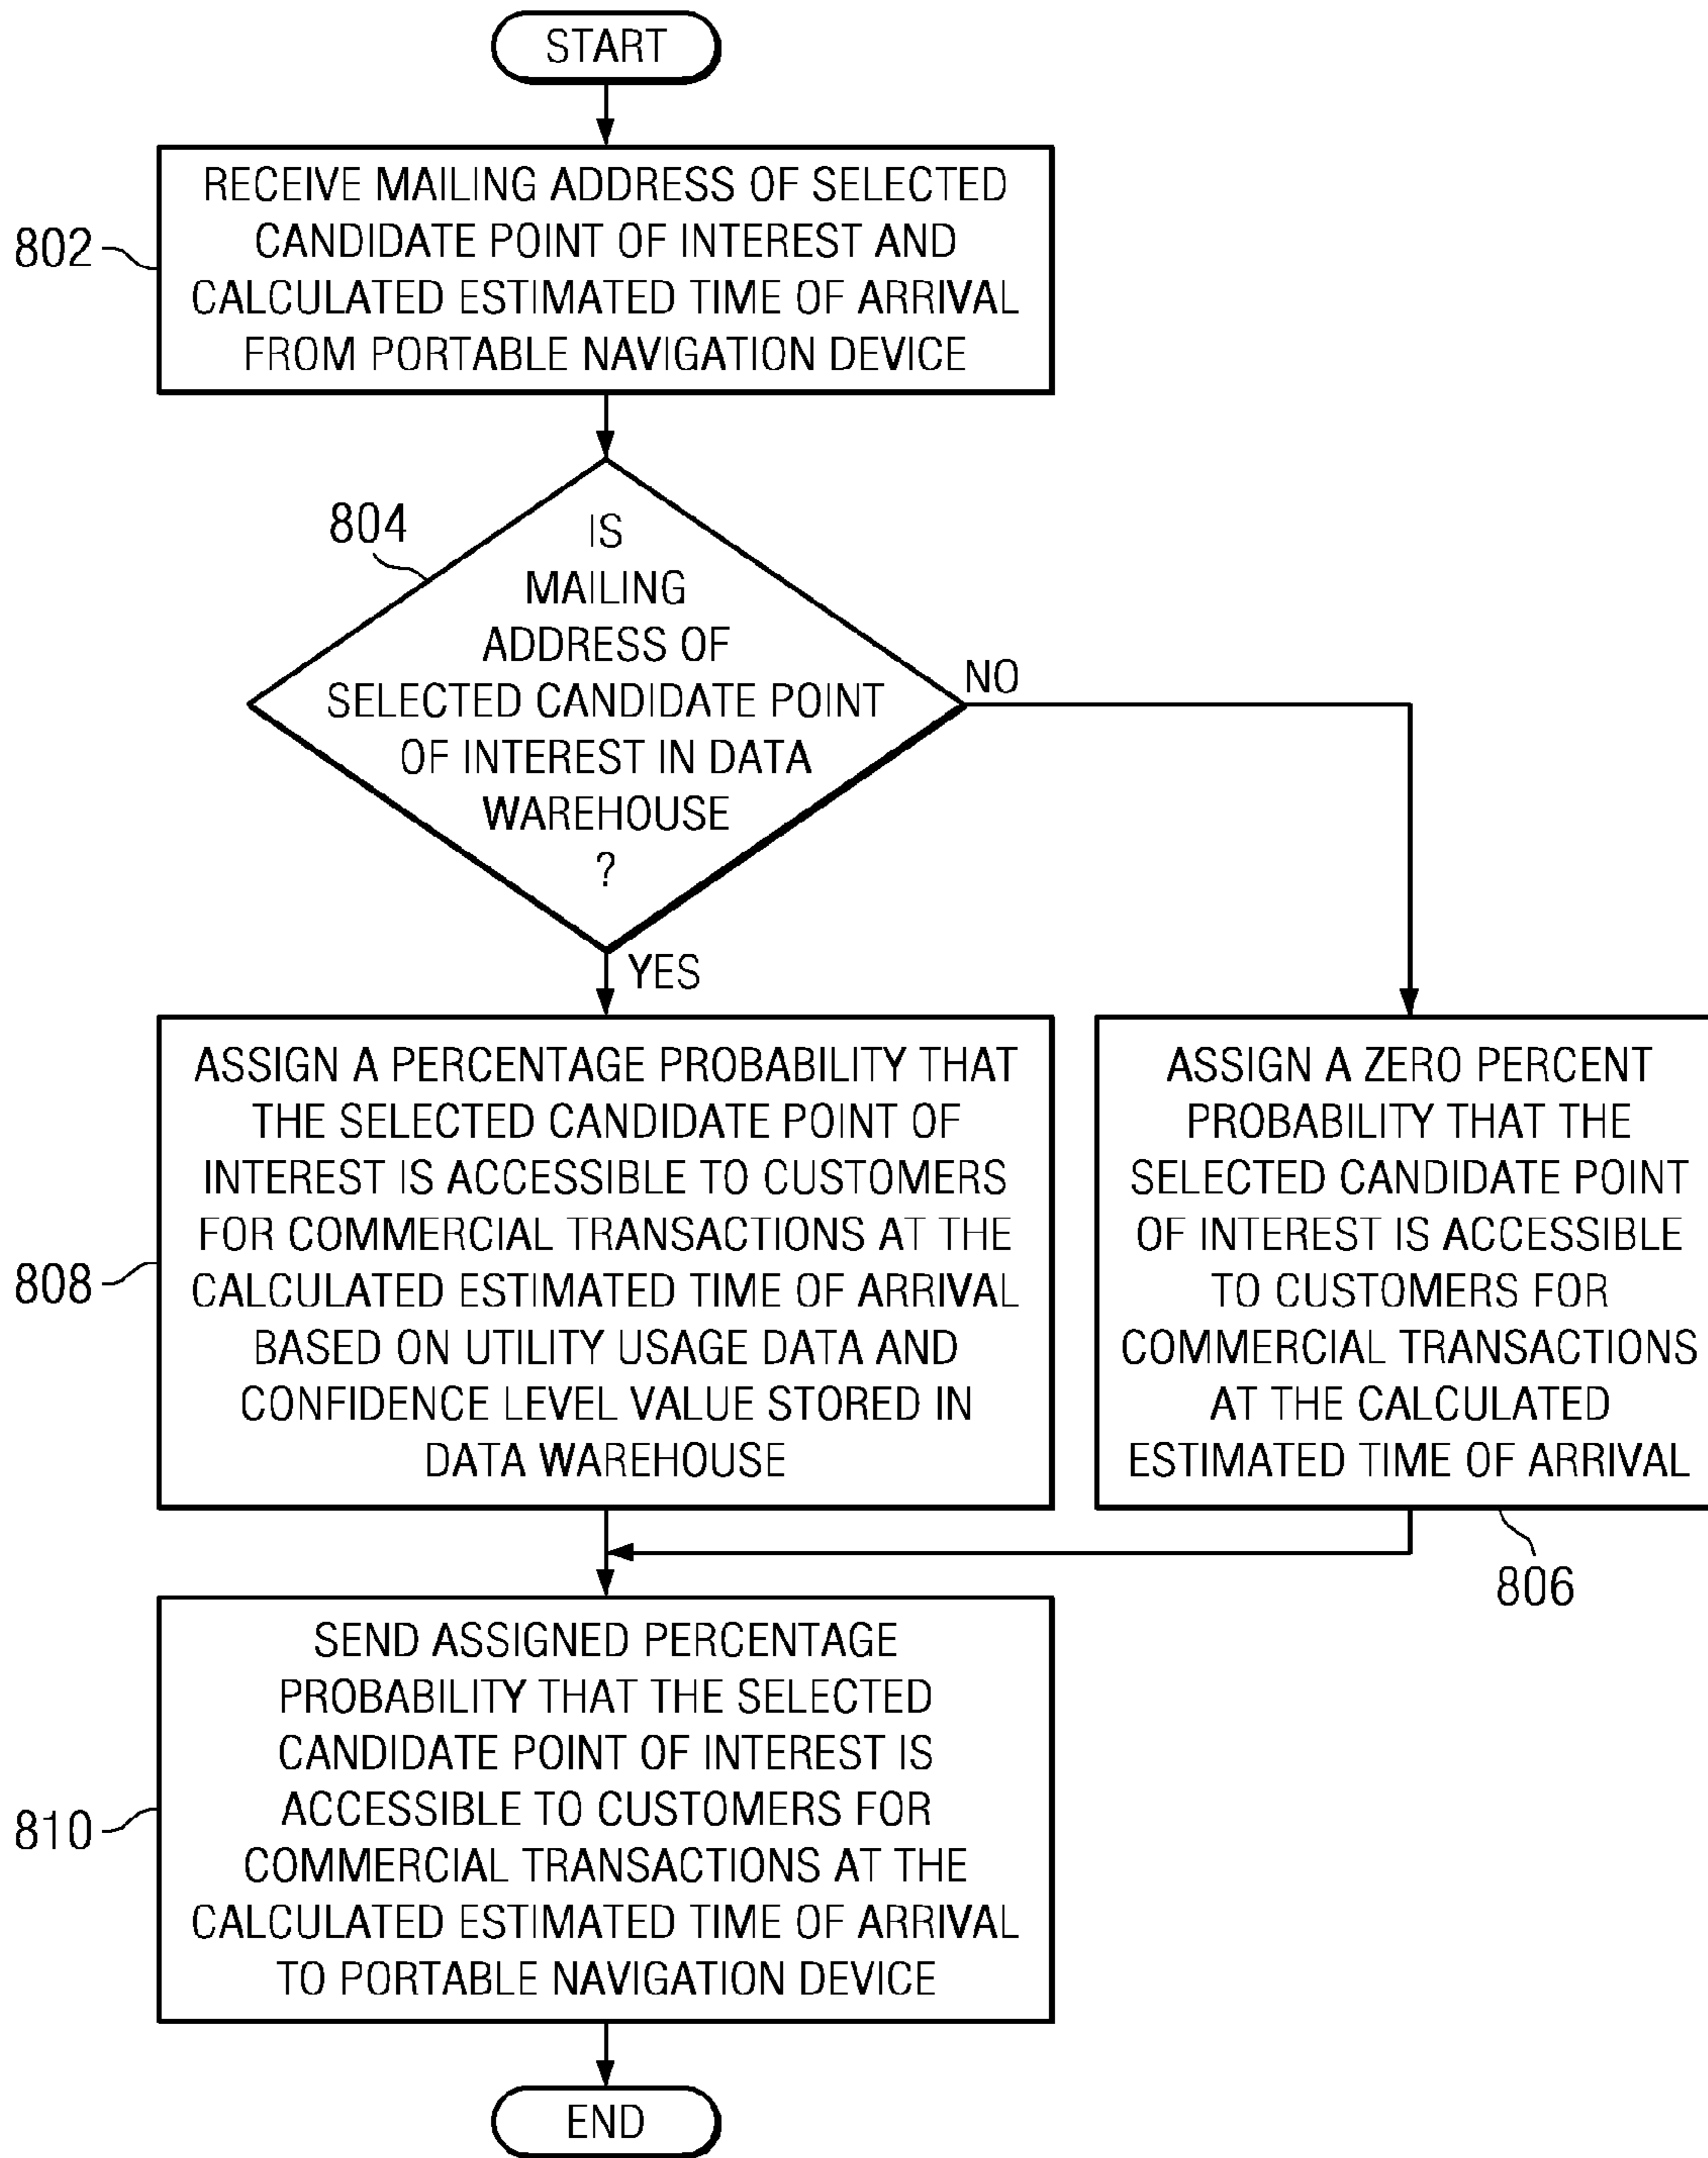 START
802
RECEIVE MAILING ADDRESS OF SELECTED
CANDIDATE POINT OF INTEREST AND
CALCULATED ESTIMATED TIME OF ARRIVAL
FROM PORTABLE NAVIGATION DEVICE
804
IS
MAILING
ADDRESS OF
SELECTED CANDIDATE POINT
OF INTEREST IN DATA
WAREHOUSE
?
NO
YES
808
ASSIGN A PERCENTAGE PROBABILITY THAT
THE SELECTED CANDIDATE POINT OF
INTEREST IS ACCESSIBLE TO CUSTOMERS
FOR COMMERCIAL TRANSACTIONS AT THE
CALCULATED ESTIMATED TIME OF ARRIVAL
BASED ON UTILITY USAGE DATA AND
CONFIDENCE LEVEL VALUE STORED IN
DATA WAREHOUSE
ASSIGN A ZERO PERCENT
PROBABILITY THAT THE
SELECTED CANDIDATE POINT
OF INTEREST IS ACCESSIBLE
TO CUSTOMERS FOR
COMMERCIAL TRANSACTIONS
AT THE CALCULATED
ESTIMATED TIME OF ARRIVAL
806
810
SEND ASSIGNED PERCENTAGE
PROBABILITY THAT THE SELECTED
CANDIDATE POINT OF INTEREST IS
ACCESSIBLE TO CUSTOMERS FOR
COMMERCIAL TRANSACTIONS AT THE
CALCULATED ESTIMATED TIME OF ARRIVAL
TO PORTABLE NAVIGATION DEVICE
END